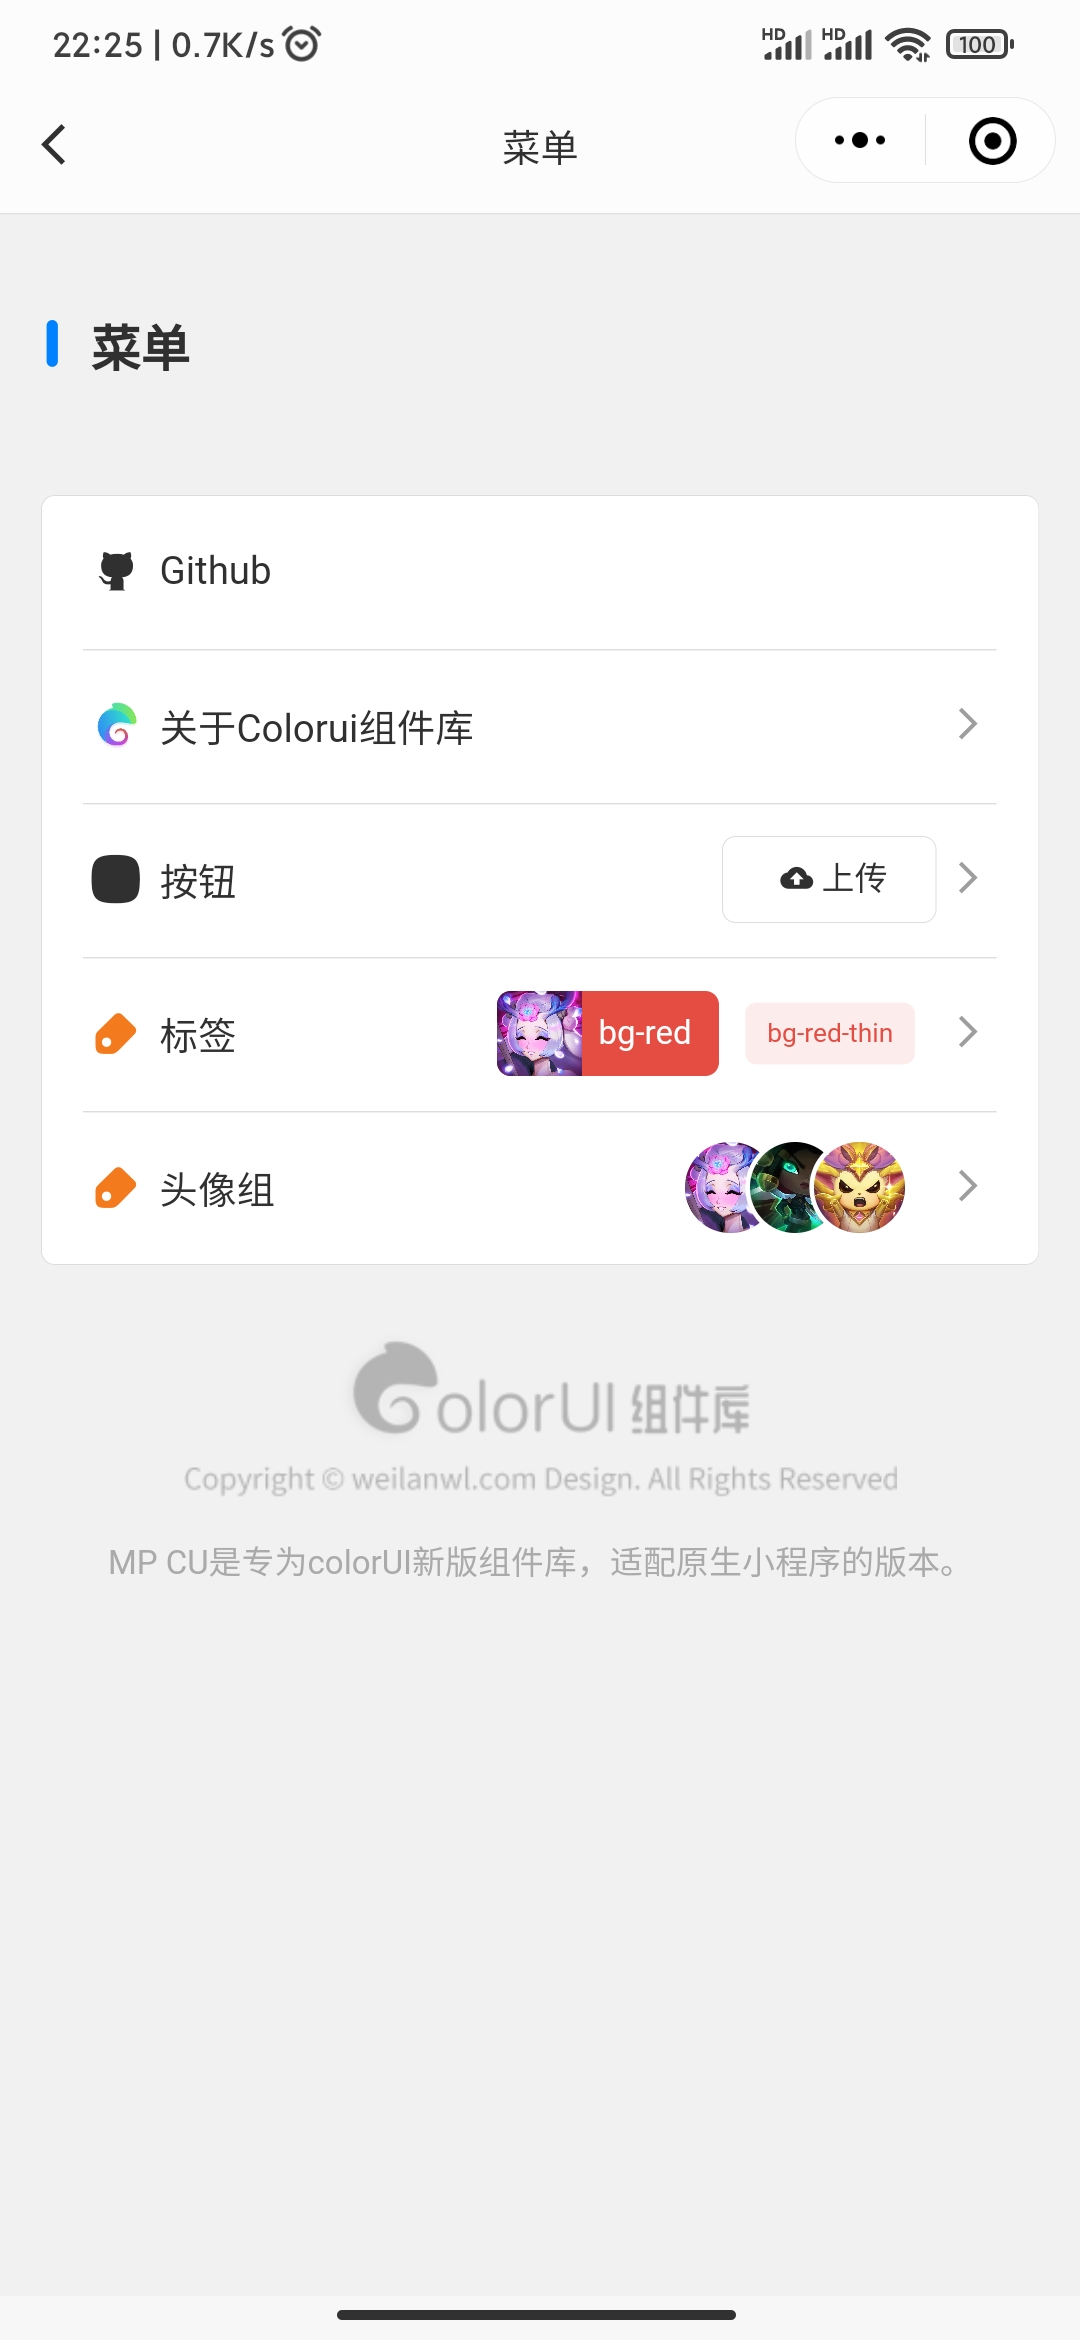 22:25 | 0.7K/s HD HD 100
菜单
菜单
Github
关于Colorui组件库
按钮 上传
标签 bg-red bg-red-thin
头像组
ColorUI 组件库
Copyright © weilanwl.com Design. All Rights Reserved
MP CU是专为colorUI新版组件库，适配原生小程序的版本。